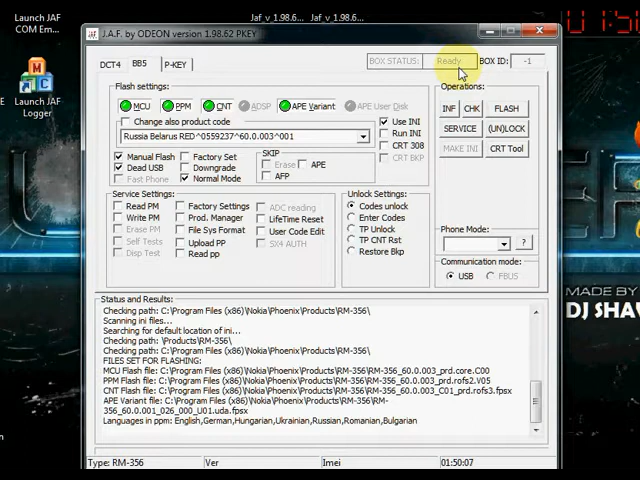 Launch JAF
COM Em...
Jaf_v_1.98.6...
Jaf_v_1.98.6...
J.A.F. by ODEON version 1.98.62 PKEY
DCT4
BB5
P-KEY
BOX STATUS:
Ready
BOX ID:
-1
Flash settings:
MCU
PPM
CNT
ADSP
APE Variant
APE User Disk
Change also product code
Russia Belarus RED^0559237^60.0.003^001
Use INI
Run INI
CRT 308
CRT BKP
Manual Flash
Factory Set
Dead USB
Downgrade
Fast Phone
Normal Mode
SKIP
Erase
APE
AFP
Operations:
INF
CHK
FLASH
SERVICE
(UN)LOCK
MAKE INI
CRT Tool
Service Settings:
Read PM
Factory Settings
ADC reading
Write PM
Prod. Manager
LifeTime Reset
Erase PM
File Sys Format
User Code Edit
Self Tests
Upload PP
SX4 AUTH
Disp Test
Read pp
Unlock Settings:
Codes unlock
Enter Codes
TP Unlock
TP CNT Rst
Restore Bkp
Phone Mode:
?
Communication mode:
USB
FBUS
Status and Results:
Checking path: C:\Program Files (x86)\Nokia\Phoenix\Products\RM-356\
Scanning ini files...
Searching for default location of ini...
Checking path: \Products\RM-356\
Checking path: C:\Program Files (x86)\Nokia\Phoenix\Products\RM-356\
FILES SET FOR FLASHING:
MCU Flash file: C:\Program Files (x86)\Nokia\Phoenix\Products\RM-356\RM-356_60.0.003_prd.core.C00
PPM Flash file: C:\Program Files (x86)\Nokia\Phoenix\Products\RM-356\RM-356_60.0.003_prd.rofs2.V05
CNT Flash file: C:\Program Files (x86)\Nokia\Phoenix\Products\RM-356\RM-356_60.0.003_C01_prd.rofs3.fpsx
APE Variant file: C:\Program Files (x86)\Nokia\Phoenix\Products\RM-356\RM-
356_60.0.001_026_000_U01.uda.fpsx
Languages in ppm: English,German,Hungarian,Ukrainian,Russian,Romanian,Bulgarian
Type: RM-356
Ver
Imei
01:50:07
Launch JAF
Logger
MADE BY
DJ SHA